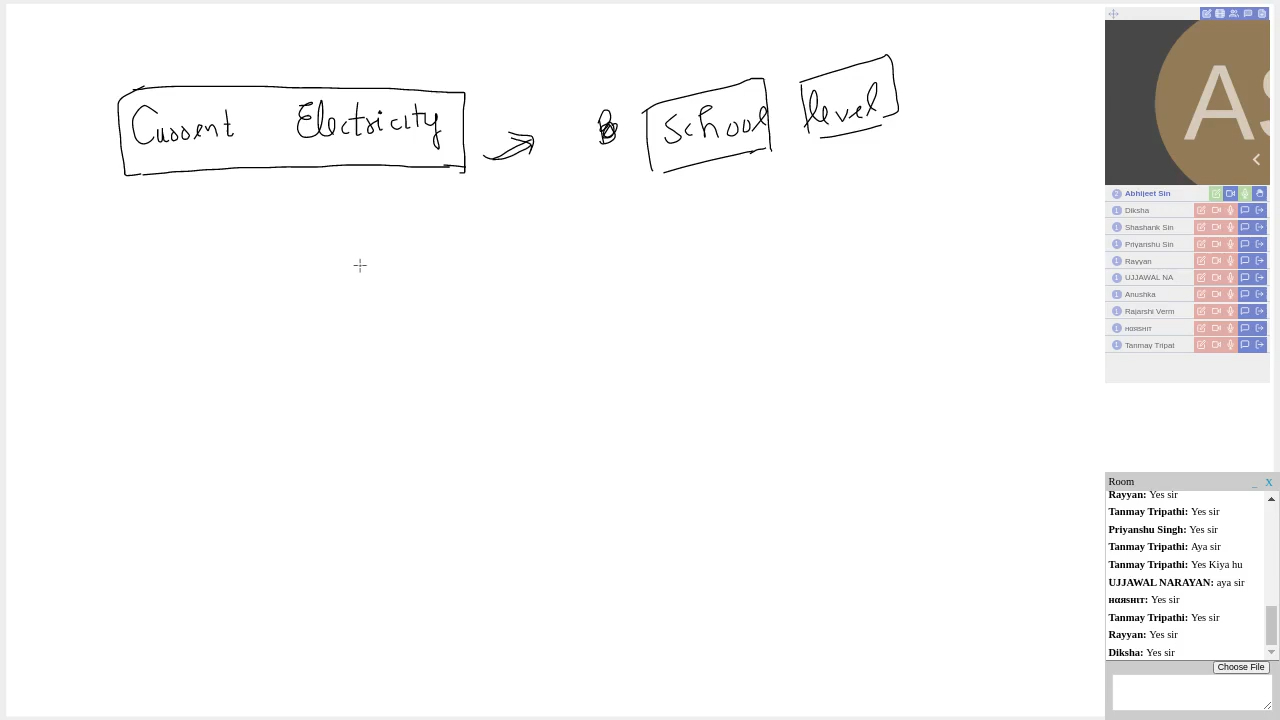 Current Electricity → School level
AS
Abhijeet Sin
Diksha
Shashank Sin
Priyanshu Sin
Rayyan
UJJAWAL NA
Anushka
Rajarshi Verm
нαяѕнιт
Tanmay Tripat
Room _ X
Rayyan: Yes sir
Tanmay Tripathi: Yes sir
Priyanshu Singh: Yes sir
Tanmay Tripathi: Aya sir
Tanmay Tripathi: Yes Kiya hu
UJJAWAL NARAYAN: aya sir
нαяѕнιт: Yes sir
Tanmay Tripathi: Yes sir
Rayyan: Yes sir
Diksha: Yes sir
Choose File